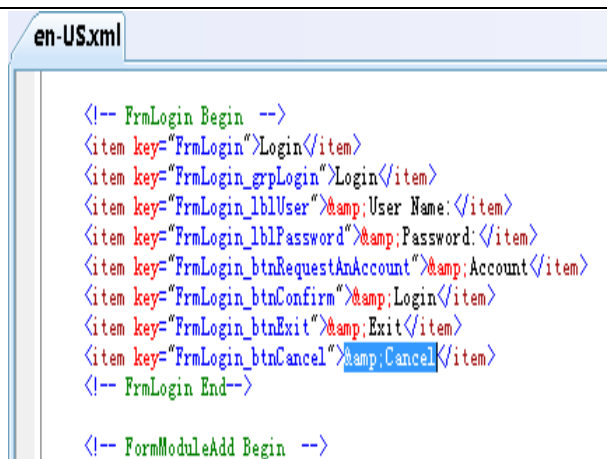 en-US.xml
<!-- FrmLogin Begin  -->
<item key="FrmLogin">Login</item>
<item key="FrmLogin_grpLogin">Login</item>
<item key="FrmLogin_lblUser">&amp;User Name:</item>
<item key="FrmLogin_lblPassword">&amp;Password:</item>
<item key="FrmLogin_btnRequestAnAccount">&amp;Account</item>
<item key="FrmLogin_btnConfirm">&amp;Login</item>
<item key="FrmLogin_btnExit">&amp;Exit</item>
<item key="FrmLogin_btnCancel">&amp;Cancel</item>
<!-- FrmLogin End-->
<!-- FormModuleAdd Begin  -->